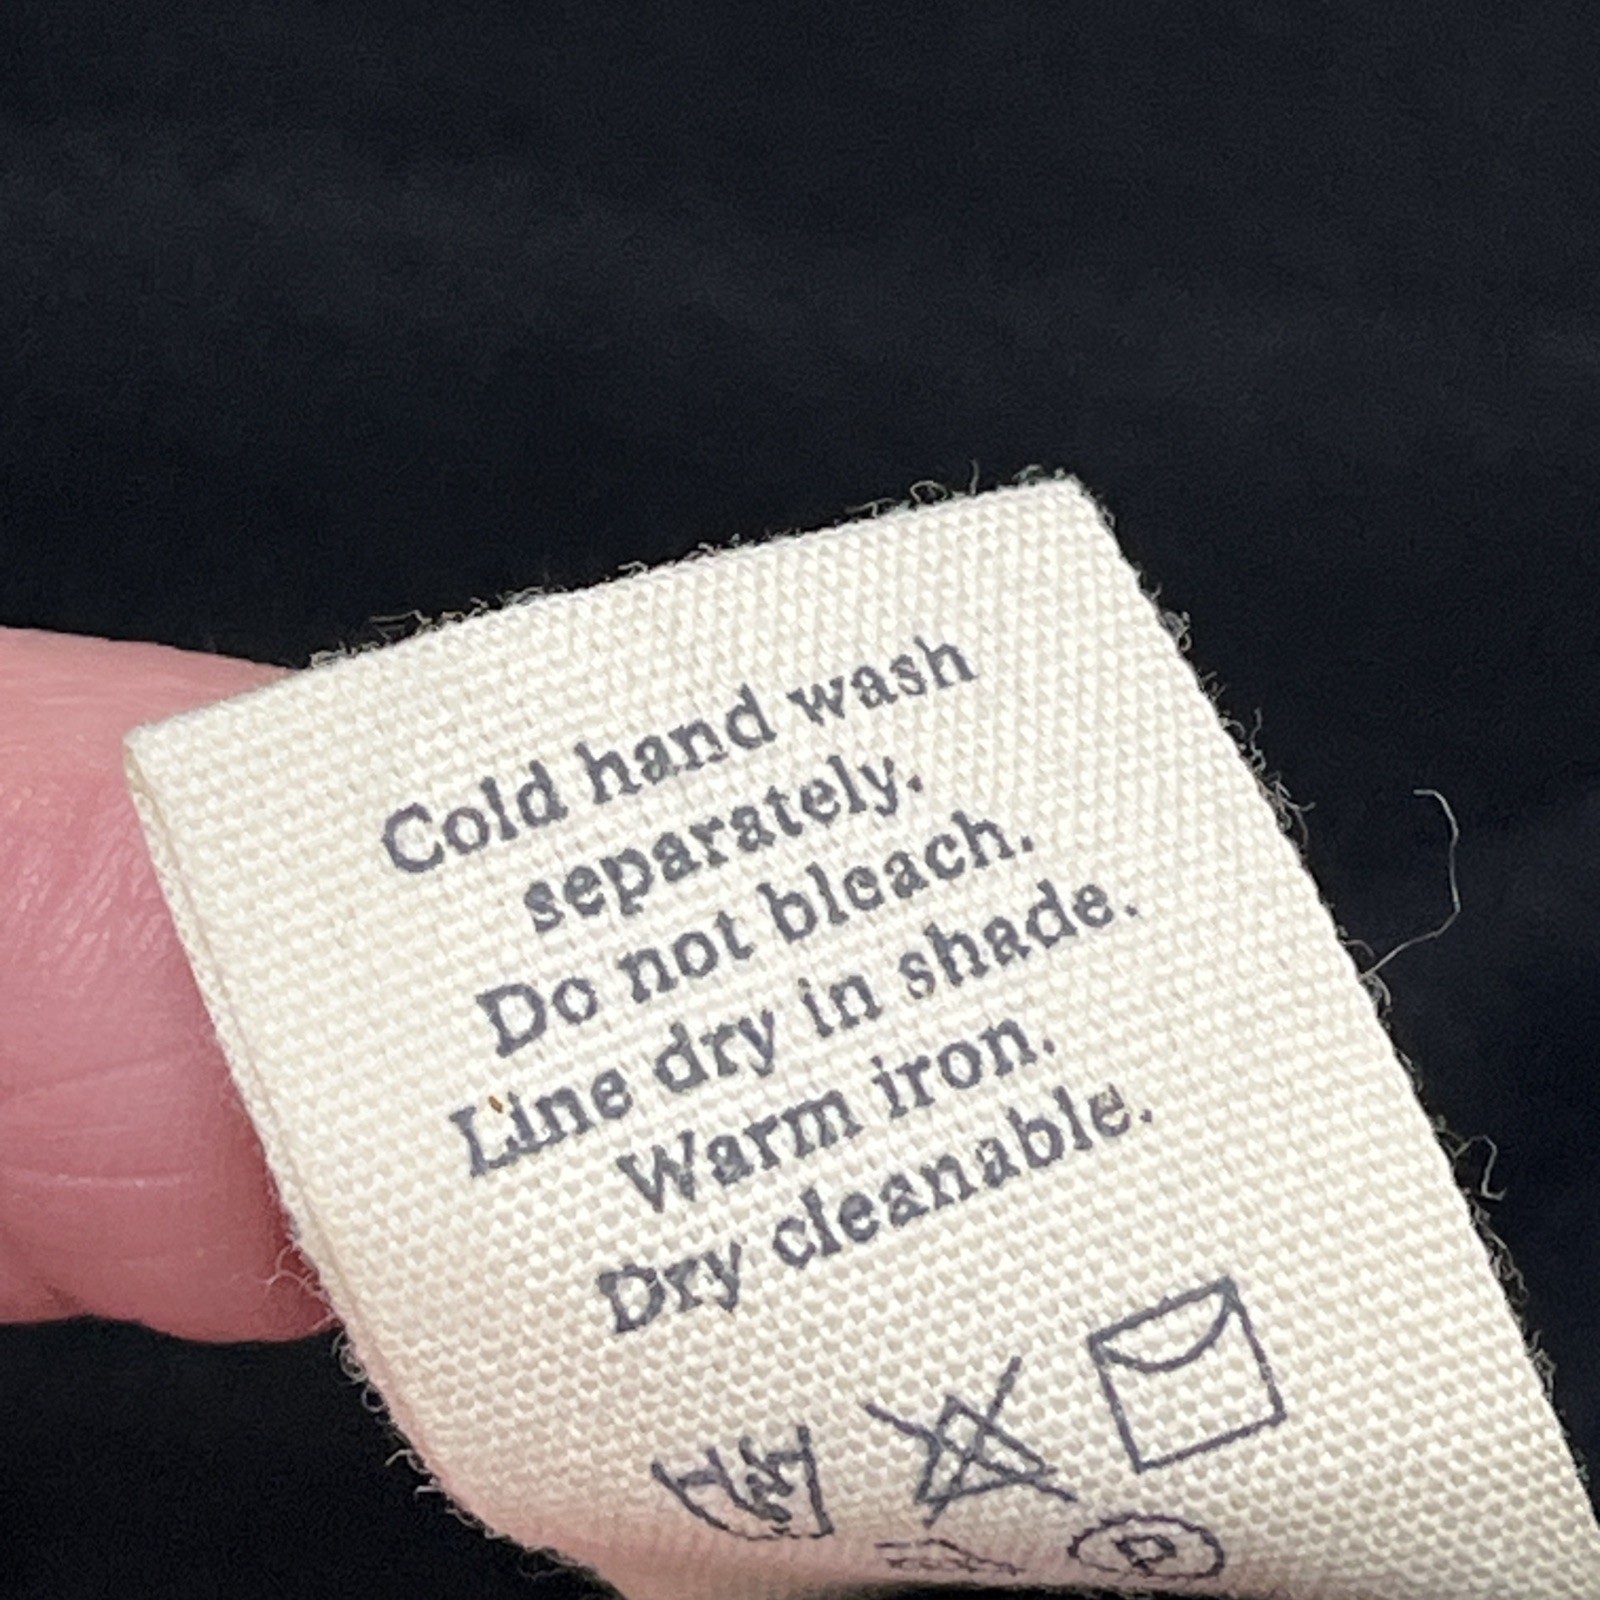 Cold hand wash
separately.
Do not bleach.
Line dry in shade.
Warm iron.
Dry cleanable.
P